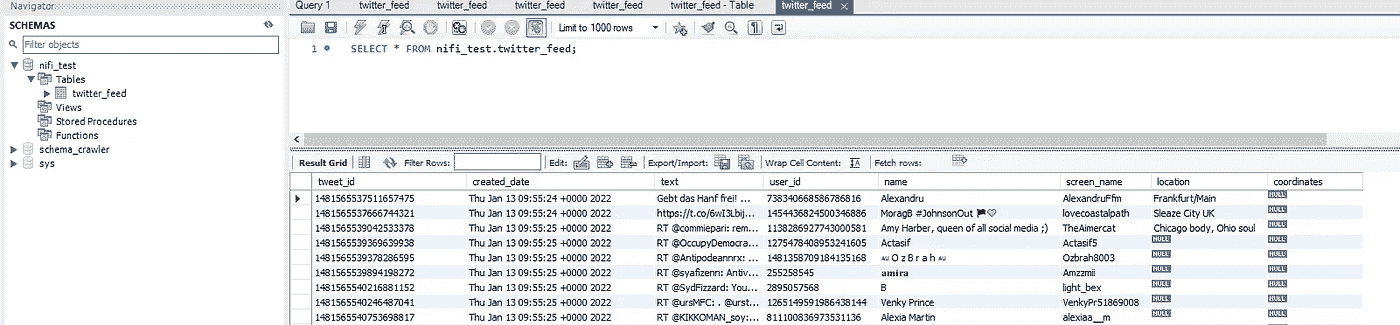 Navigator
Query 1 twitter_feed twitter_feed twitter_feed twitter_feed twitter_feed - Table twitter_feed
SCHEMAS
Filter objects
nifi_test
Tables
twitter_feed
Views
Stored Procedures
Functions
schema_crawler
sys
Limit to 1000 rows
1 SELECT * FROM nifi_test.twitter_feed;
Result Grid Filter Rows: Edit: Export/Import: Wrap Cell Content: IA Fetch rows:
tweet_id created_date text user_id name screen_name location coordinates
1481565537511657475 Thu Jan 13 09:55:24 +0000 2022 Gebt das Hanf frei! ... 738340668586786816 Alexandru AlexandruFfm Frankfurt/Main NULL
1481565537666744321 Thu Jan 13 09:55:24 +0000 2022 https://t.co/6wI3Lbij... 1454436824500346886 MoragB #JohnsonOut 🏴♡ lovecoastalpath Sleaze City UK NULL
1481565539042533378 Thu Jan 13 09:55:25 +0000 2022 RT @commiepari: rem... 1138286927743000581 Amy Harber, queen of all social media ;) TheAimercat Chicago body, Ohio soul NULL
1481565539369639938 Thu Jan 13 09:55:25 +0000 2022 RT @OccupyDemocra... 1275478408953241605 Actasif Actasif5 NULL NULL
1481565539378286595 Thu Jan 13 09:55:25 +0000 2022 RT @Antipodeannrx: ... 1481358709184135168 AU O z B r a h AU Ozbrah8003 NULL NULL
1481565539894198272 Thu Jan 13 09:55:25 +0000 2022 RT @syafizenn: Antiv... 255258545 amira Amzzmii NULL NULL
1481565540216881152 Thu Jan 13 09:55:25 +0000 2022 RT @SydFizzard: You... 2895057568 B light_bex NULL NULL
1481565540246487041 Thu Jan 13 09:55:25 +0000 2022 RT @ursMFC: . @urst... 1265149591986438144 Venky Prince VenkyPr51869008 NULL NULL
1481565540753698817 Thu Jan 13 09:55:25 +0000 2022 RT @KIKKOMAN_soy:... 811100836973531136 Alexia Martin alexiaa__m NULL NULL